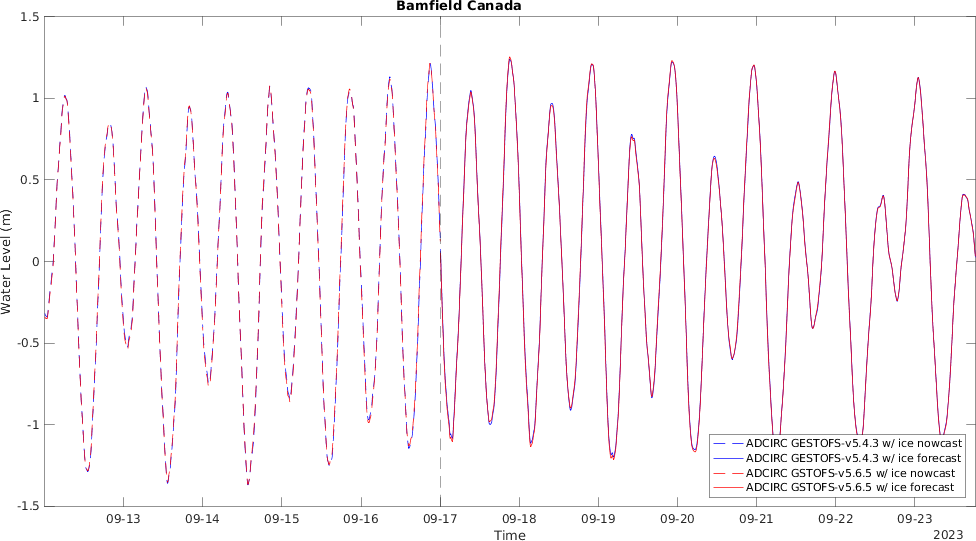 Bamfield Canada
1.5
1
0.5
0
-0.5
-1
-1.5
Water Level (m)
09-13 09-14 09-15 09-16 09-17 09-18 09-19 09-20 09-21 09-22 09-23
Time
2023
ADCIRC GESTOFS-v5.4.3 w/ ice nowcast
ADCIRC GESTOFS-v5.4.3 w/ ice forecast
ADCIRC GSTOFS-v5.6.5 w/ ice nowcast
ADCIRC GSTOFS-v5.6.5 w/ ice forecast